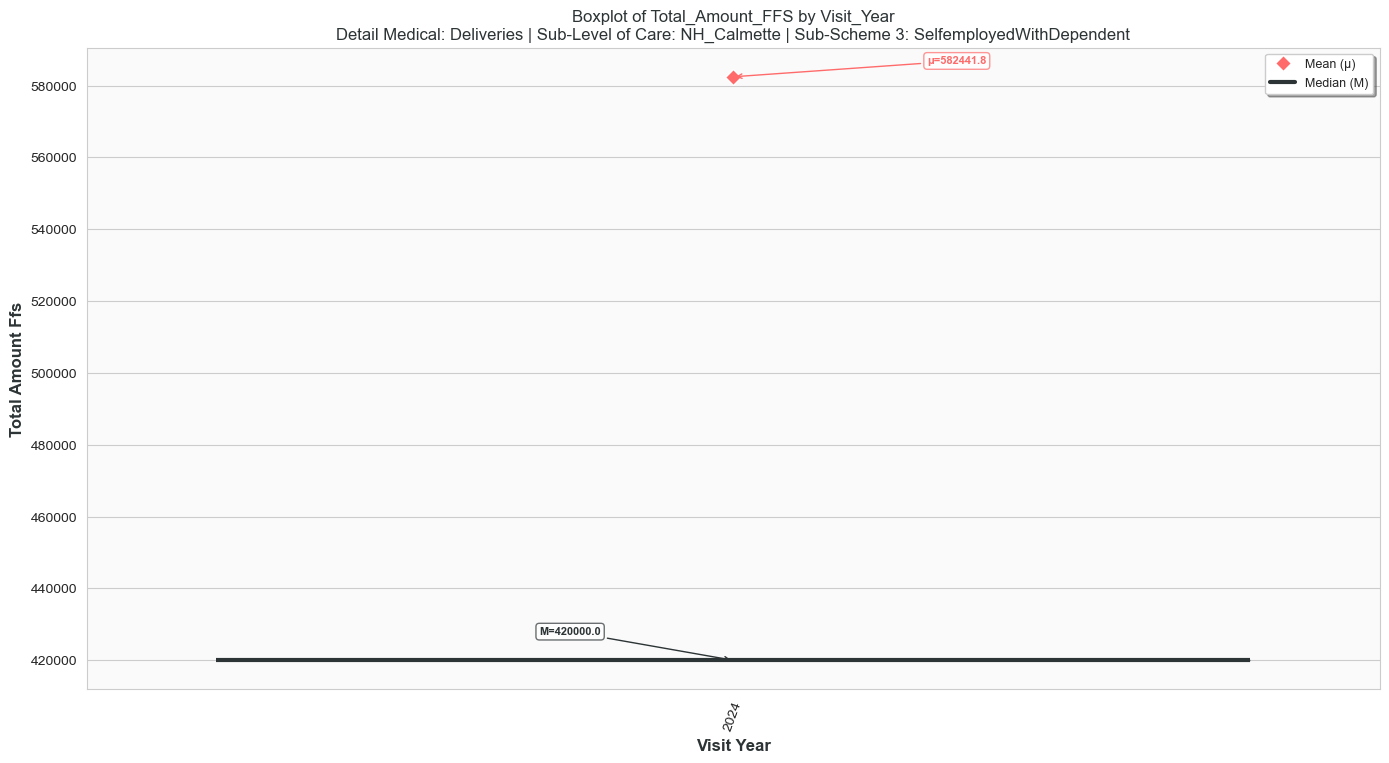 Boxplot of Total_Amount_FFS by Visit_Year
Detail Medical: Deliveries | Sub-Level of Care: NH_Calmette | Sub-Scheme 3: SelfemployedWithDependent
μ=582441.8
Mean (μ)
Median (M)
580000
560000
540000
520000
500000
480000
460000
440000
420000
Total Amount Ffs
M=420000.0
2024
Visit Year